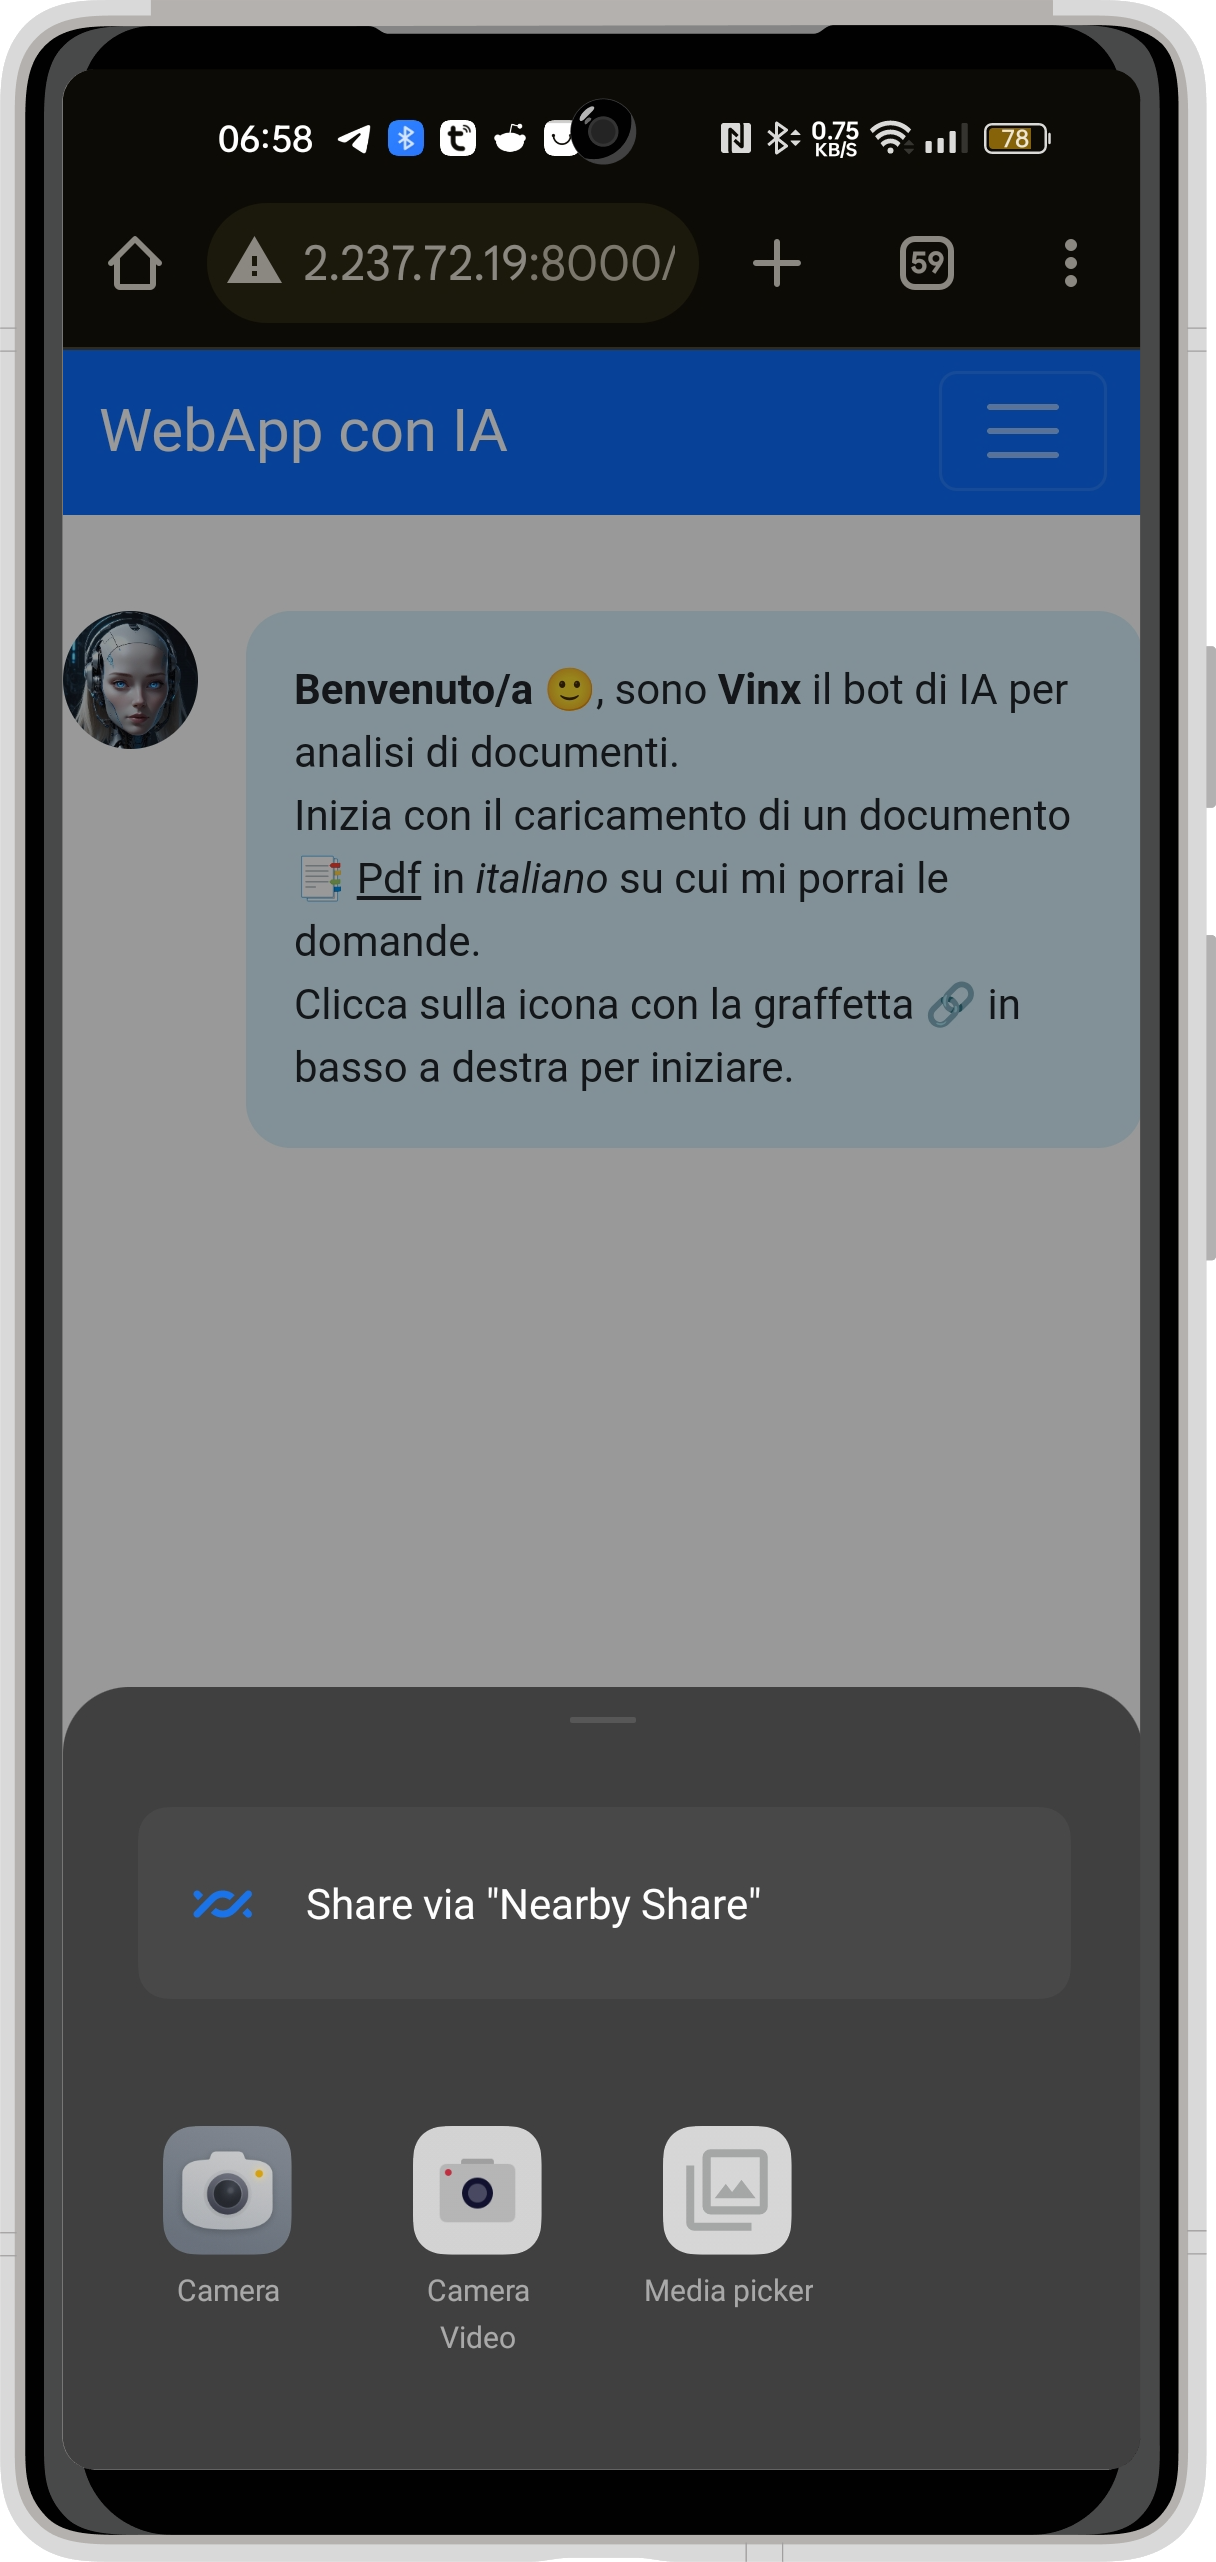 06:58
0.75
KB/S
78
2.237.72.19:8000/
59
WebApp con IA
Benvenuto/a 🙂, sono Vinx il bot di IA per
analisi di documenti.
Inizia con il caricamento di un documento
📑 Pdf in italiano su cui mi porrai le
domande.
Clicca sulla icona con la graffetta 🔗 in
basso a destra per iniziare.
Share via "Nearby Share"
Camera
Camera
Video
Media picker